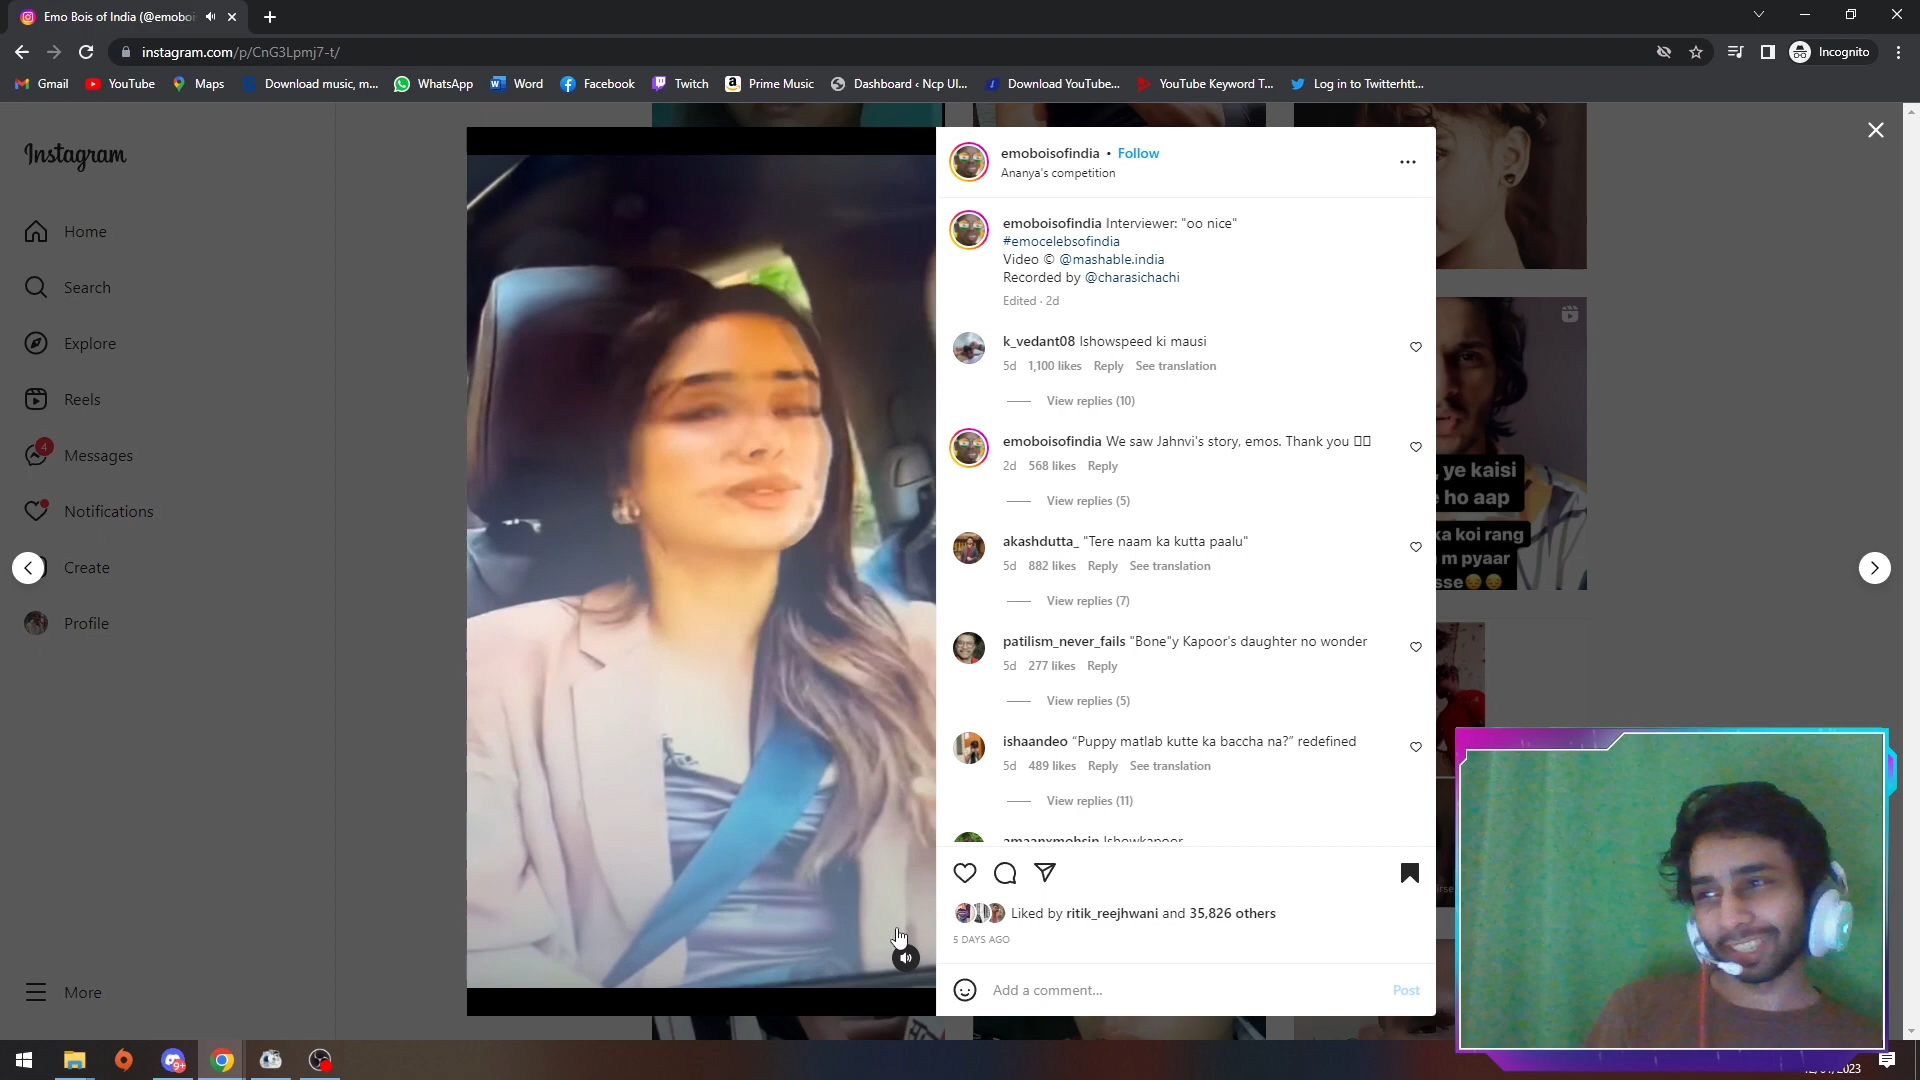 Emo Bois of India (@emoboi
instagram.com/p/CnG3Lpmj7-t/
Incognito
Gmail
YouTube
Maps
Download music, m...
WhatsApp
Word
Facebook
Twitch
Prime Music
Dashboard ‹ Ncp UI...
Download YouTube...
YouTube Keyword T...
Log in to Twitterhtt...
Instagram
Home
Search
Explore
Reels
4
Messages
Notifications
Create
Profile
More
emoboisofindia • Follow
Ananya's competition
emoboisofindia Interviewer: "oo nice"
#emocelebsofindia
Video © @mashable.india
Recorded by @charasichachi
Edited · 2d
k_vedant08 Ishowspeed ki mausi
5d 1,100 likes Reply See translation
View replies (10)
emoboisofindia We saw Jahnvi's story, emos. Thank you
2d 568 likes Reply
View replies (5)
akashdutta_ "Tere naam ka kutta paalu"
5d 882 likes Reply See translation
View replies (7)
patilism_never_fails "Bone"y Kapoor's daughter no wonder
5d 277 likes Reply
View replies (5)
ishaandeo “Puppy matlab kutte ka baccha na?” redefined
5d 489 likes Reply See translation
View replies (11)
amaanxmohsin Ishowkapoor
Liked by ritik_reejhwani and 35,826 others
5 DAYS AGO
Add a comment...
Post
, ye kaisi
ho aap
ka koi rang
m pyaar
sse😔😔
9+